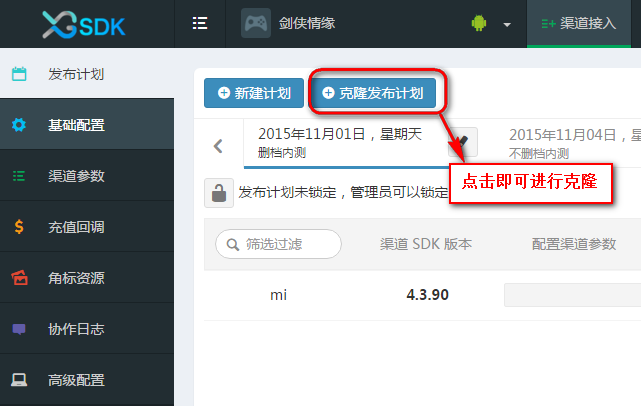 XGSDK
剑侠情缘
渠道接入
发布计划
基础配置
渠道参数
充值回调
角标资源
协作日志
高级配置
新建计划
克隆发布计划
2015年11月01日，星期天
删档内测
2015年11月04日，星
不删档内测
点击即可进行克隆
发布计划未锁定，管理员可以锁定
筛选过滤
渠道 SDK 版本
配置渠道参数
mi
4.3.90